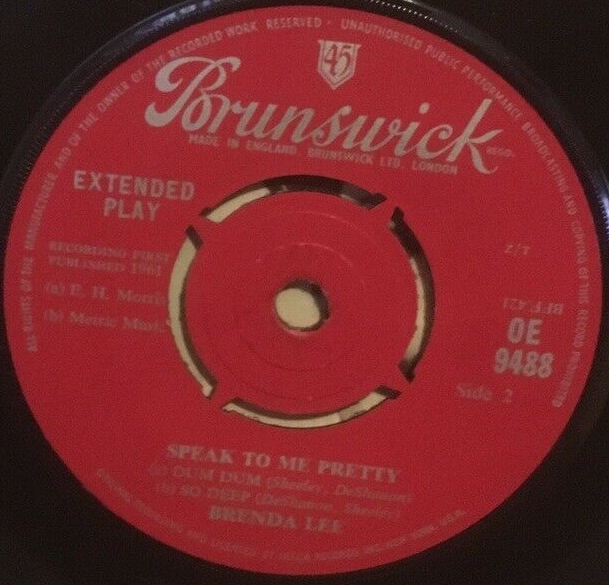 ALL RIGHTS OF THE MANUFACTURER AND OF THE OWNER OF THE RECORDED WORK RESERVED · UNAUTHORISED PUBLIC PERFORMANCE BROADCASTING AND COPYING OF THIS RECORD PROHIBITED
45
Brunswick
REGD.
MADE IN ENGLAND. BRUNSWICK LTD. LONDON
EXTENDED
PLAY
RECORDING FIRST
PUBLISHED 1961
(a) E. H. Morris
(b) Metric Music
BFF.421
OE
9488
Side 2
SPEAK TO ME PRETTY
(a) DUM DUM (Sheeley, DeShannon)
(b) SO DEEP (DeShannon, Sheeley)
BRENDA LEE